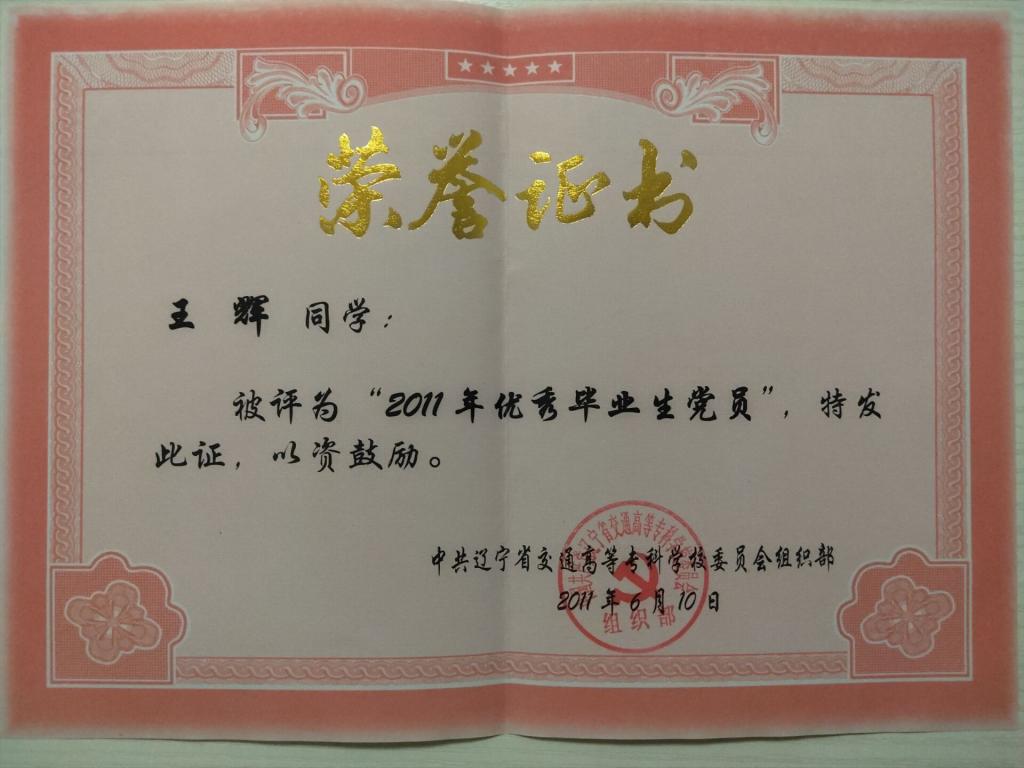 荣誉证书
王 辉 同学：
被评为“2011年优秀毕业生党员”，特发
此证，以资鼓励。
中共辽宁省交通高等专科学校委员会组织部
2011年6月10日
组织部